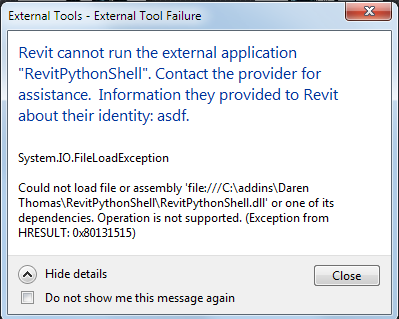 External Tools - External Tool Failure
Revit cannot run the external application
"RevitPythonShell". Contact the provider for
assistance.  Information they provided to Revit
about their identity: asdf.
System.IO.FileLoadException
Could not load file or assembly 'file:///C:\addins\Daren
Thomas\RevitPythonShell\RevitPythonShell.dll' or one of its
dependencies. Operation is not supported. (Exception from
HRESULT: 0x80131515)
Hide details
Close
Do not show me this message again